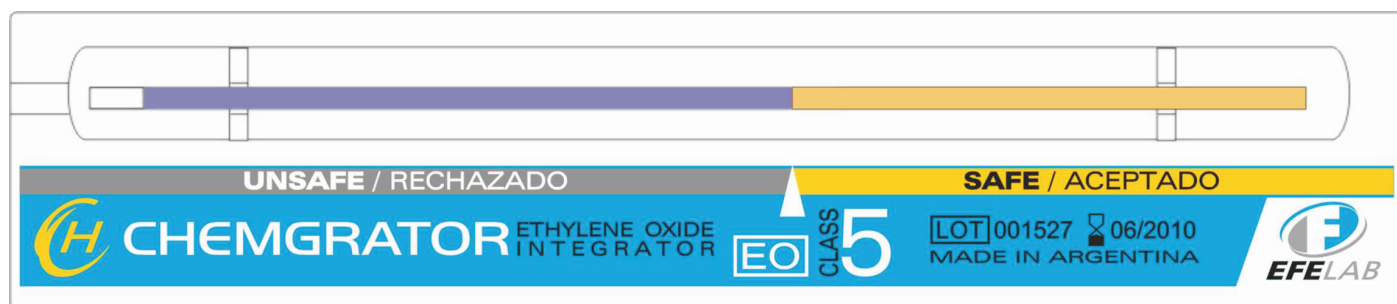 UNSAFE / RECHAZADO
SAFE / ACEPTADO
H CHEMGRATOR
ETHYLENE OXIDE
INTEGRATOR
EO
CLASS 5
LOT 001527 06/2010
MADE IN ARGENTINA
EFELAB